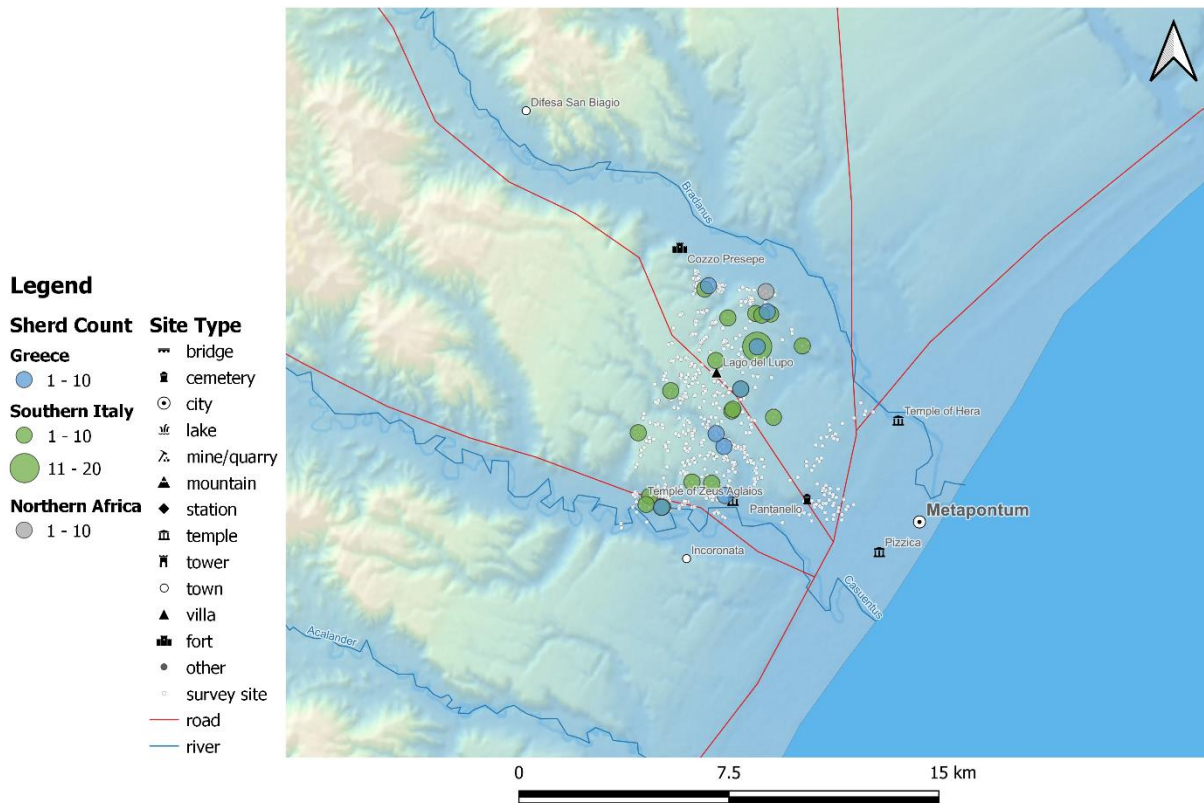 Legend
Sherd Count
Greece
1 - 10
Southern Italy
1 - 10
11 - 20
Northern Africa
1 - 10
Site Type
bridge
cemetery
city
lake
mine/quarry
mountain
station
temple
tower
town
villa
fort
other
survey site
road
river
Difesa San Biagio
Bradanus
Cozzo Presepe
Lago del Lupo
Temple of Hera
Temple of Zeus Aglaios
Pantanello
Metapontum
Incoronata
Pizzica
Casuentus
Acalander
0 7.5 15 km